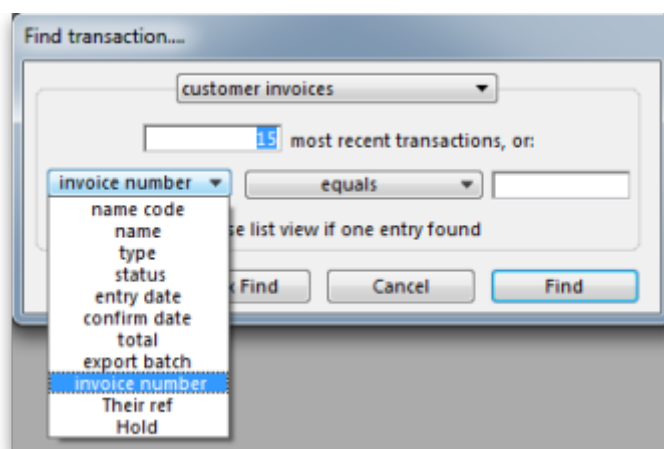 Find transaction....
customer invoices
15 most recent transactions, or:
invoice number equals
name code
name
se list view if one entry found
type
status
entry date
Find Cancel Find
confirm date
total
export batch
invoice number
Their ref
Hold